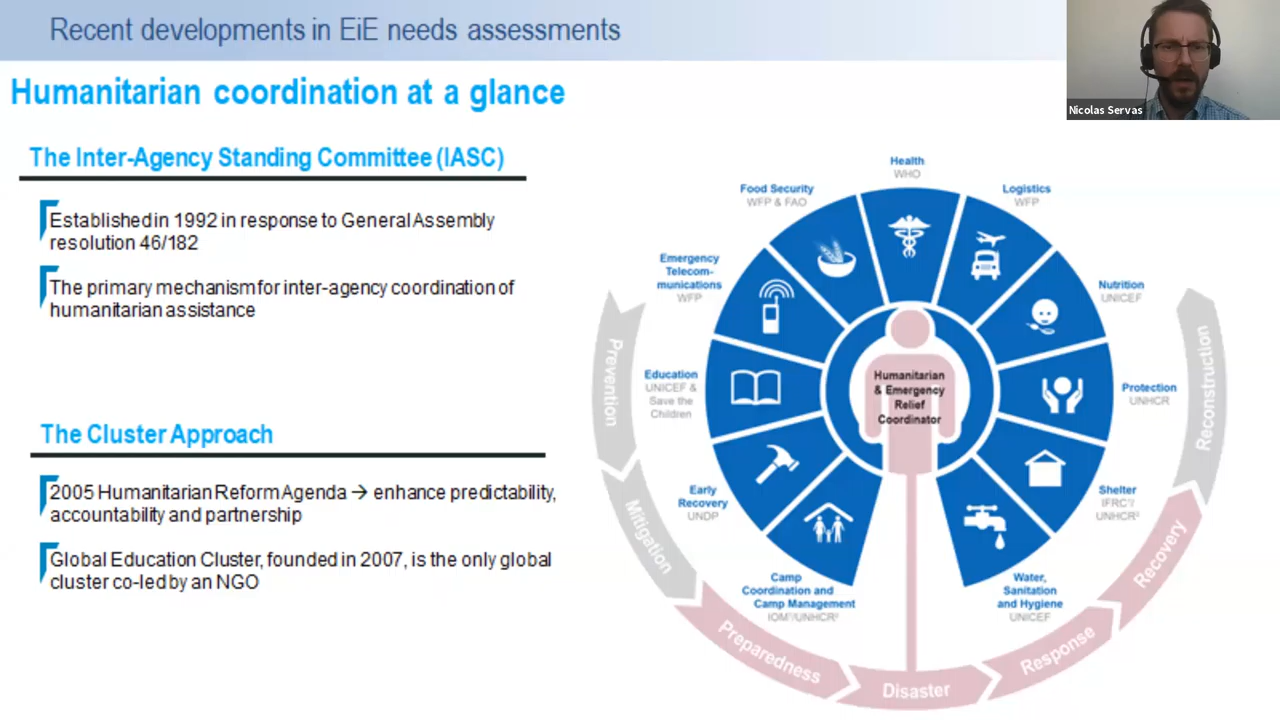 Recent developments in EiE needs assessments
Nicolas Servas
Humanitarian coordination at a glance
The Inter-Agency Standing Committee (IASC)
Established in 1992 in response to General Assembly
resolution 46/182
The primary mechanism for inter-agency coordination of
humanitarian assistance
The Cluster Approach
2005 Humanitarian Reform Agenda → enhance predictability,
accountability and partnership
Global Education Cluster, founded in 2007, is the only global
cluster co-led by an NGO
Health
WHO
Food Security
WFP & FAO
Logistics
WFP
Emergency
Telecom-
munications
WFP
Nutrition
UNICEF
Education
UNICEF &
Save the
Children
Protection
UNHCR
Humanitarian
& Emergency
Relief
Coordinator
Early
Recovery
UNDP
Shelter
IFRC¹/
UNHCR²
Camp
Coordination and
Camp Management
IOM¹/UNHCR²
Water,
Sanitation
and Hygiene
UNICEF
Prevention
Mitigation
Preparedness
Disaster
Response
Recovery
Reconstruction